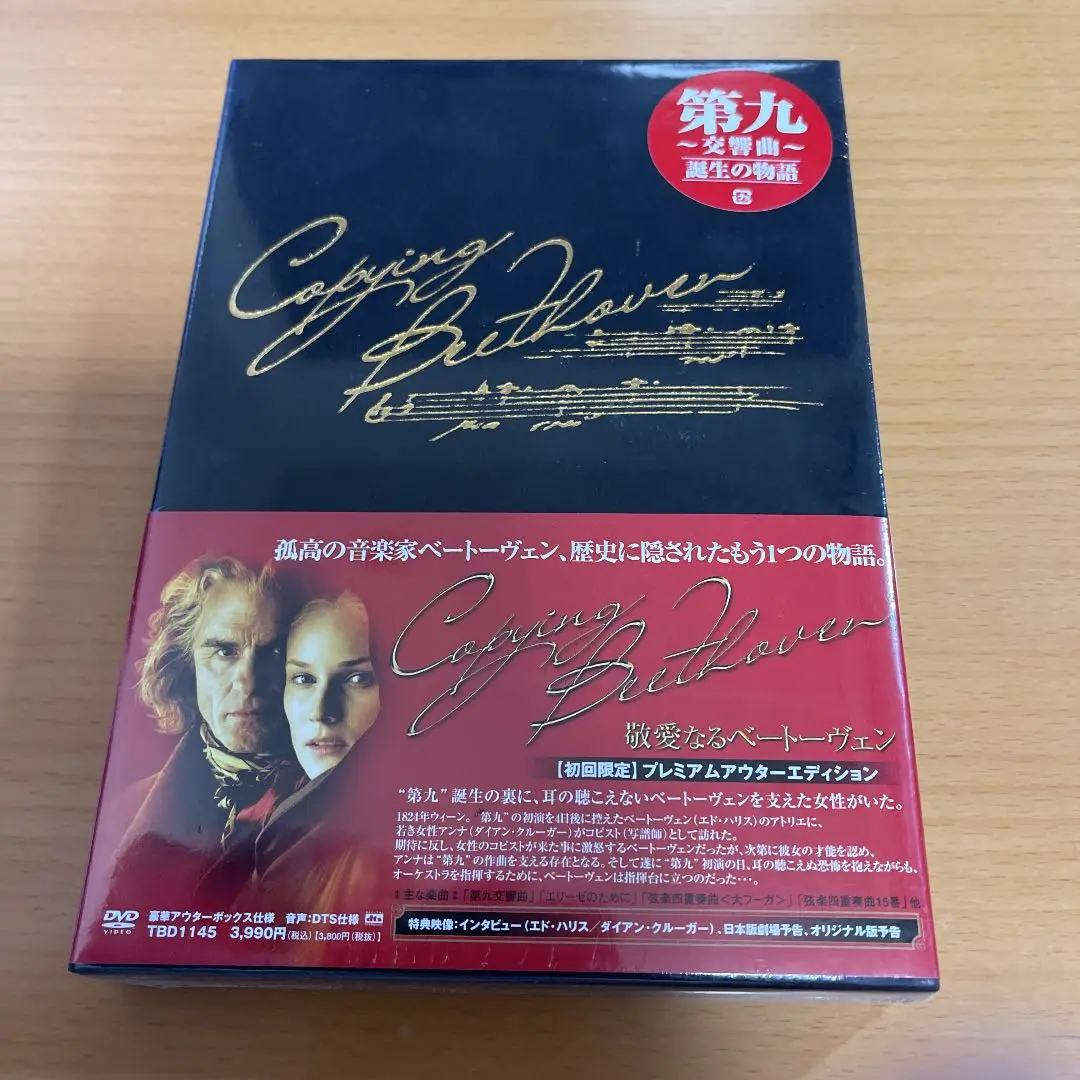 第九
～交響曲～
誕生の物語
Copying
Beethoven
孤高の音楽家ベートーヴェン、歴史に隠されたもう1つの物語。
Copying
Beethoven
敬愛なるベートーヴェン
【初回限定】プレミアムアウターエディション
“第九”誕生の裏に、耳の聴こえないベートーヴェンを支えた女性がいた。
1824年ウィーン。“第九”の初演を4日後に控えたベートーヴェン(エド・ハリス)のアトリエに、
若き女性アンナ(ダイアン・クルーガー)がコピスト(写譜師)として訪れた。
期待に反し、女性のコピストが来た事に激怒するベートーヴェンだったが、次第に彼女の才能を認め、
アンナは“第九”の作曲を支える存在となる。そして遂に“第九”初演の日、耳の聴こえぬ恐怖を抱えながらも、
オーケストラを指揮するために、ベートーヴェンは指揮台に立つのだった・・・。
主な楽曲 「第九交響曲」「エリーゼのために」「弦楽四重奏曲＜大フーガ＞」「弦楽四重奏曲15番」他
特典映像:インタビュー(エド・ハリス/ダイアン・クルーガー)、日本版劇場予告、オリジナル版予告
DVD VIDEO 豪華アウターボックス仕様 音声:DTS仕様 dts
TBD1145 3,990円(税込)【3,800円(税抜)】